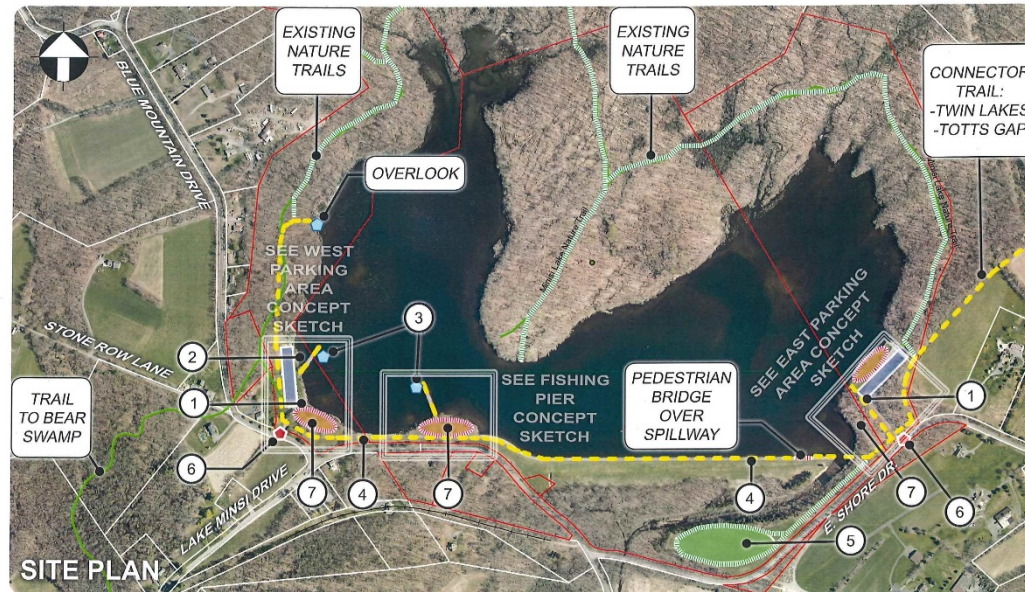 EXISTING
NATURE
TRAILS
EXISTING
NATURE
TRAILS
CONNECTOR
TRAIL:
-TWIN LAKES
-TOTTS GAP
BLUE MOUNTAIN DRIVE
OVERLOOK
SEE WEST
PARKING
AREA
CONCEPT
SKETCH
3
2
STONE ROW LANE
1
TRAIL
TO BEAR
SWAMP
SEE FISHING
PIER
CONCEPT
SKETCH
PEDESTRIAN
BRIDGE
OVER
SPILLWAY
SEE EAST PARKING
AREA CONCEPT
SKETCH
1
6
7
4
7
4
7
6
LAKE MINSI DRIVE
E. SHORE DR.
5
SITE PLAN